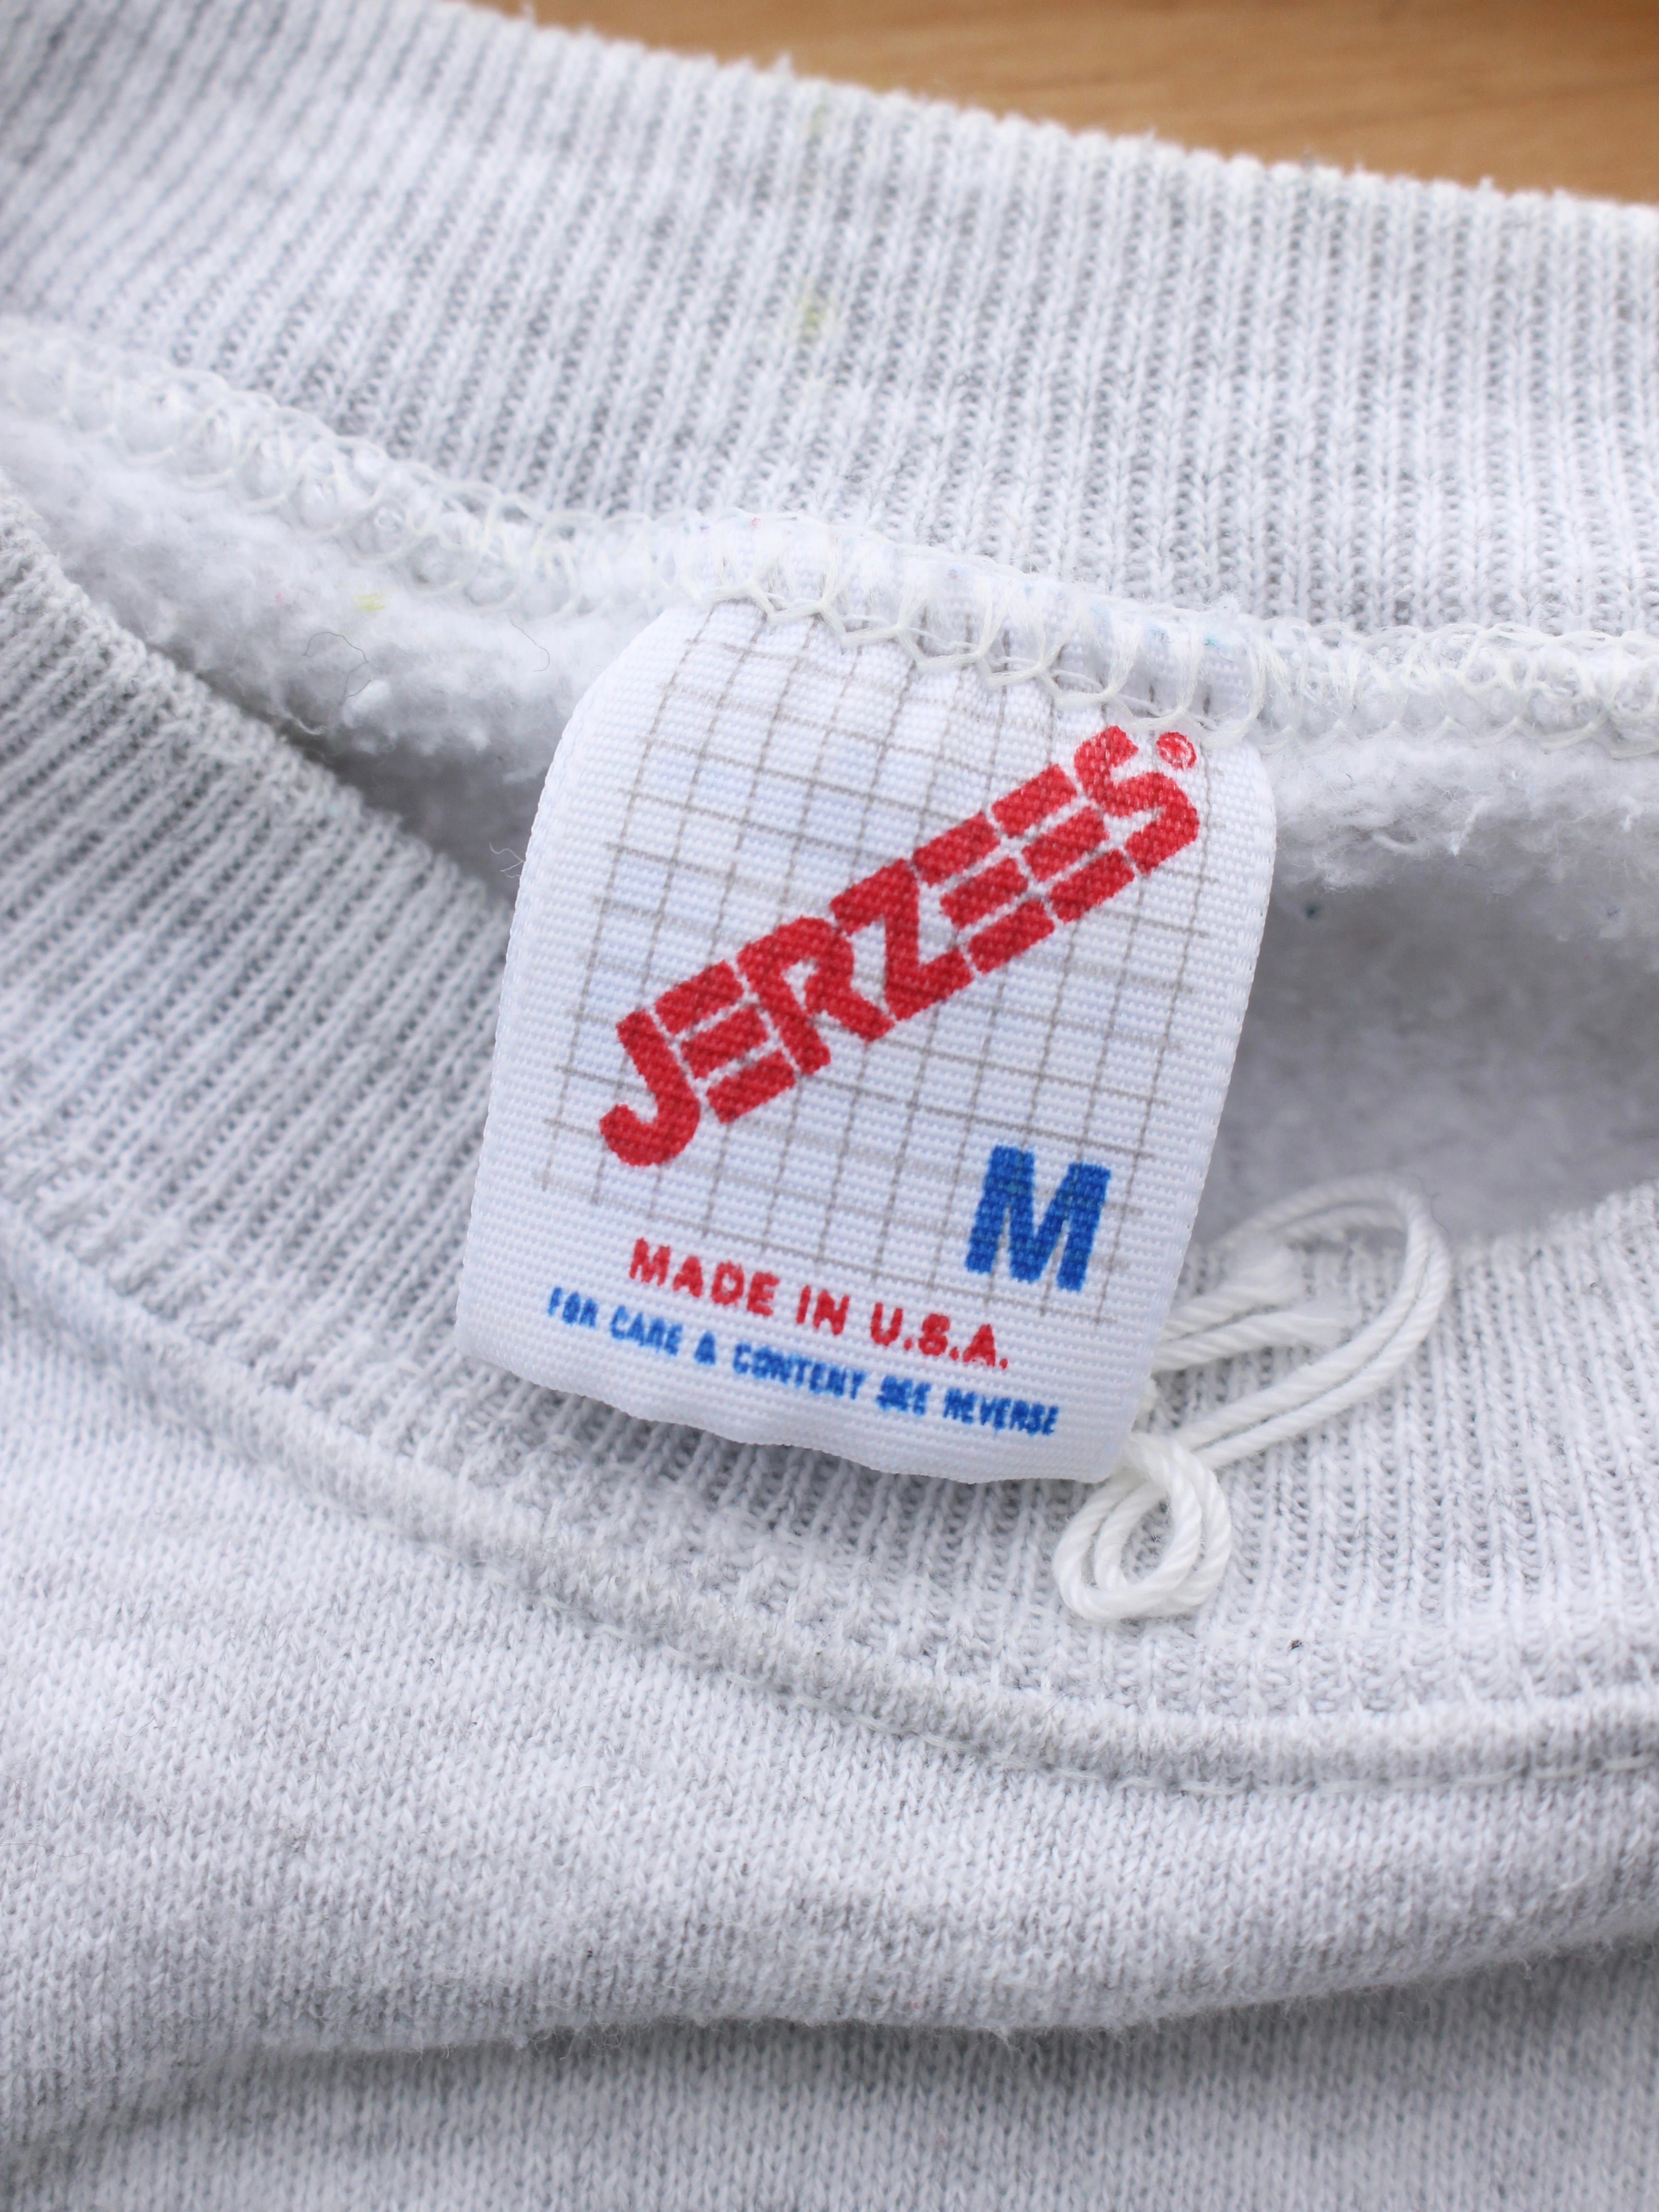 JERZEES®
M
MADE IN U.S.A.
FOR CARE & CONTENT SEE REVERSE